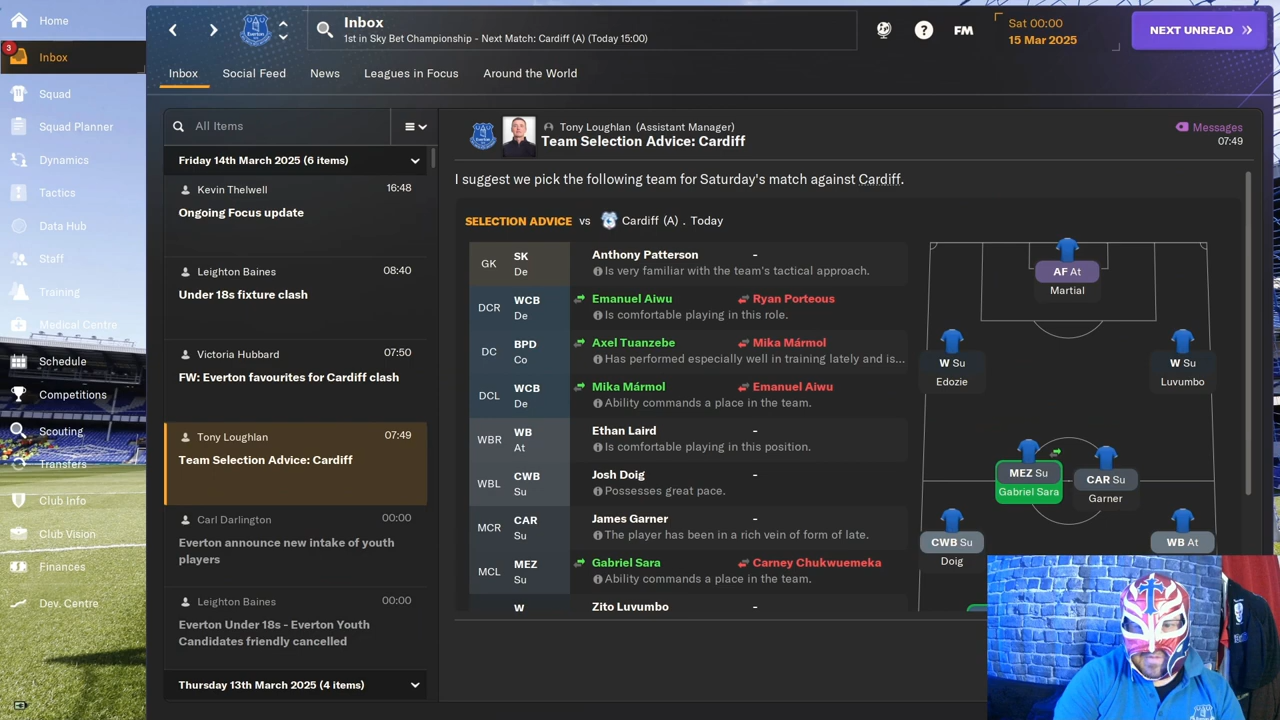 Home
3
Inbox
Squad
Squad Planner
Dynamics
Tactics
Data Hub
Staff
Training
Medical Centre
Schedule
Competitions
Scouting
Transfers
Club Info
Club Vision
Finances
Dev. Centre
Everton
Inbox
1st in Sky Bet Championship - Next Match: Cardiff (A) (Today 15:00)
?
FM
Sat 00:00
15 Mar 2025
NEXT UNREAD
Inbox
Social Feed
News
Leagues in Focus
Around the World
All Items
Friday 14th March 2025 (6 items)
Kevin Thelwell 16:48
Ongoing Focus update
Leighton Baines 08:40
Under 18s fixture clash
Victoria Hubbard 07:50
FW: Everton favourites for Cardiff clash
Tony Loughlan 07:49
Team Selection Advice: Cardiff
Carl Darlington 00:00
Everton announce new intake of youth
players
Leighton Baines 00:00
Everton Under 18s - Everton Youth
Candidates friendly cancelled
Thursday 13th March 2025 (4 items)
Tony Loughlan (Assistant Manager)
Team Selection Advice: Cardiff
Messages
07:49
I suggest we pick the following team for Saturday's match against Cardiff.
SELECTION ADVICE vs Cardiff (A) . Today
GK SK De Anthony Patterson -
Is very familiar with the team's tactical approach.
DCR WCB De Emanuel Aiwu Ryan Porteous
Is comfortable playing in this role.
DC BPD Co Axel Tuanzebe Mika Mármol
Has performed especially well in training lately and is...
DCL WCB De Mika Mármol Emanuel Aiwu
Ability commands a place in the team.
WBR WB At Ethan Laird -
Is comfortable playing in this position.
WBL CWB Su Josh Doig -
Possesses great pace.
MCR CAR Su James Garner -
The player has been in a rich vein of form of late.
MCL MEZ Su Gabriel Sara Carney Chukwuemeka
Ability commands a place in the team.
W Zito Luvumbo -
AF At
Martial
W Su
Edozie
W Su
Luvumbo
MEZ Su
Gabriel Sara
CAR Su
Garner
CWB Su
Doig
WB At